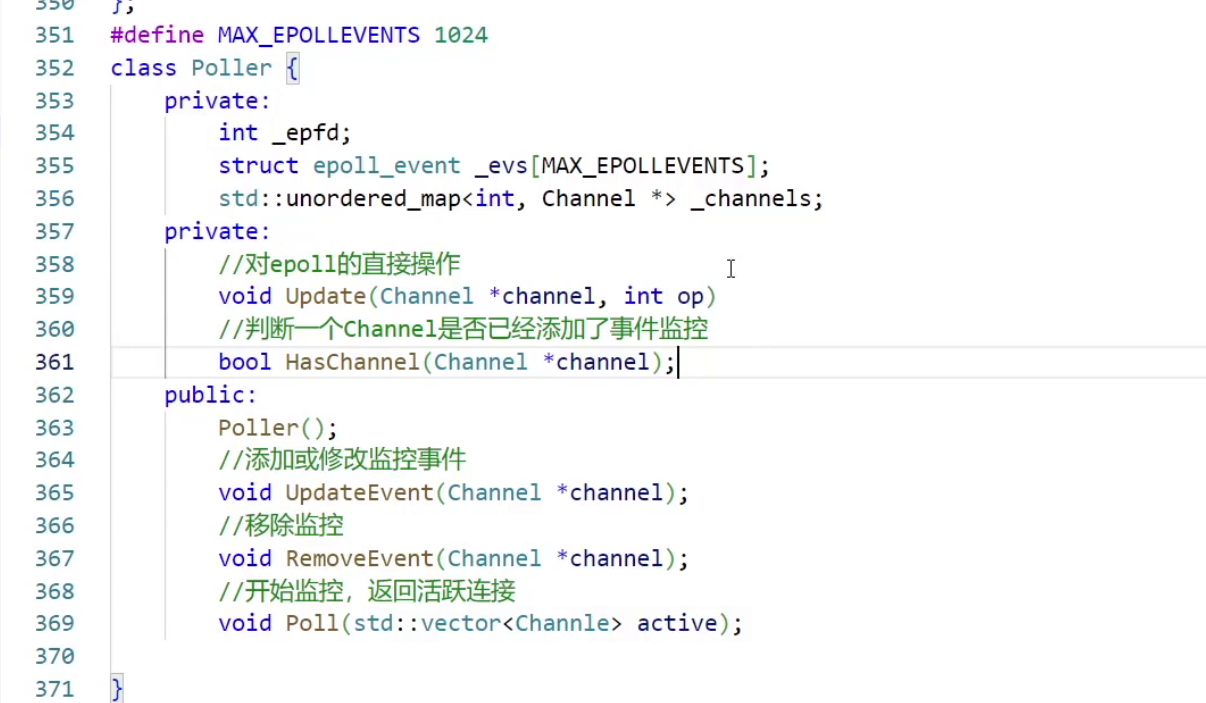 350 };
351 #define MAX_EPOLLEVENTS 1024
352 class Poller {
353 private:
354 int _epfd;
355 struct epoll_event _evs[MAX_EPOLLEVENTS];
356 std::unordered_map<int, Channel *> _channels;
357 private:
358 //对epoll的直接操作
359 void Update(Channel *channel, int op)
360 //判断一个Channel是否已经添加了事件监控
361 bool HasChannel(Channel *channel);
362 public:
363 Poller();
364 //添加或修改监控事件
365 void UpdateEvent(Channel *channel);
366 //移除监控
367 void RemoveEvent(Channel *channel);
368 //开始监控，返回活跃连接
369 void Poll(std::vector<Channle> active);
370
371 }